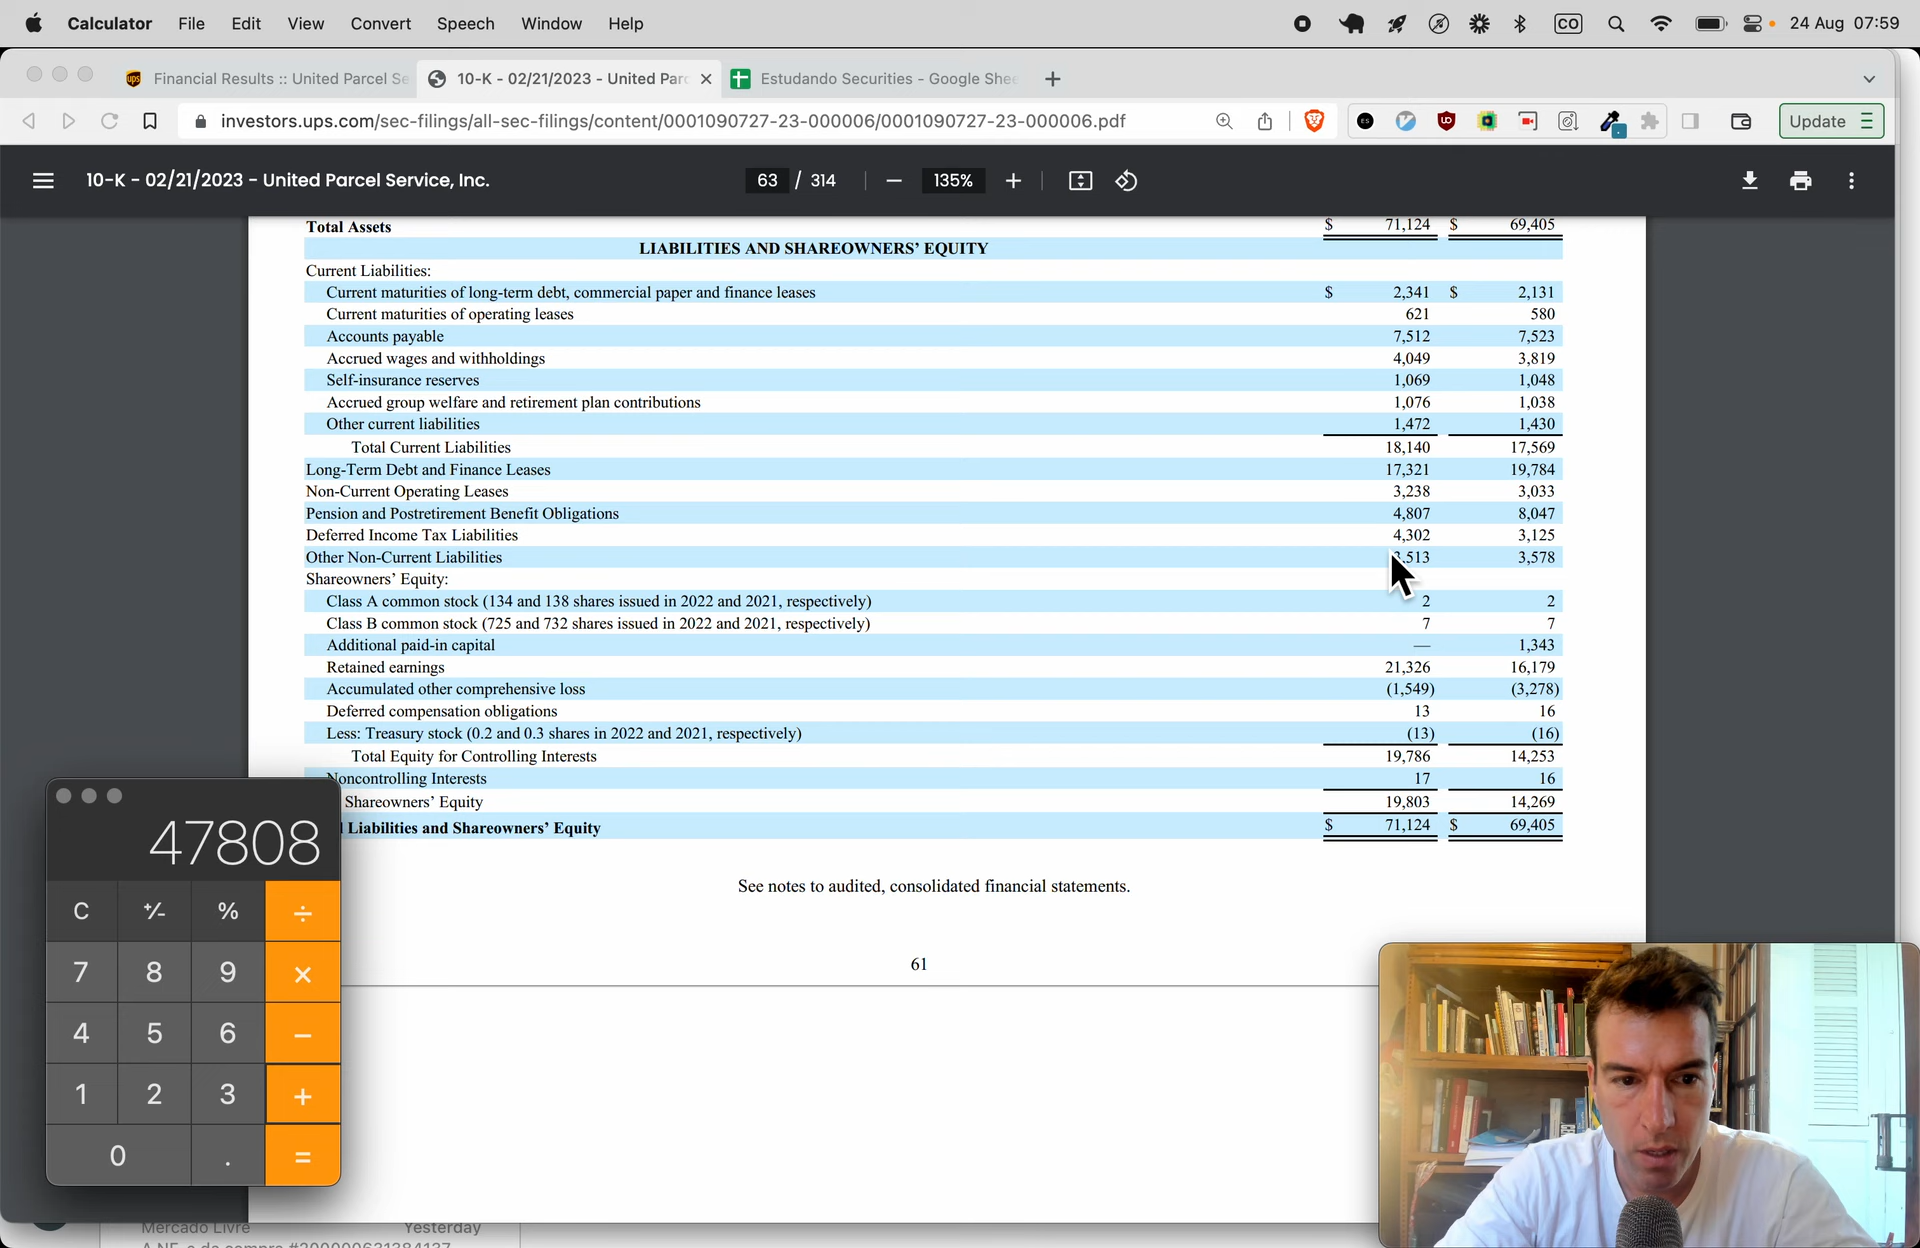 Calculator File Edit View Convert Speech Window Help CO 24 Aug 07:59
ups Financial Results :: United Parcel Se 10-K - 02/21/2023 - United Parc Estudando Securities - Google Shee
investors.ups.com/sec-filings/all-sec-filings/content/0001090727-23-000006/0001090727-23-000006.pdf Update
10-K - 02/21/2023 - United Parcel Service, Inc. 63 / 314 135%
Total Assets $ 71,124 $ 69,405
LIABILITIES AND SHAREOWNERS' EQUITY
Current Liabilities:
Current maturities of long-term debt, commercial paper and finance leases $ 2,341 $ 2,131
Current maturities of operating leases 621 580
Accounts payable 7,512 7,523
Accrued wages and withholdings 4,049 3,819
Self-insurance reserves 1,069 1,048
Accrued group welfare and retirement plan contributions 1,076 1,038
Other current liabilities 1,472 1,430
Total Current Liabilities 18,140 17,569
Long-Term Debt and Finance Leases 17,321 19,784
Non-Current Operating Leases 3,238 3,033
Pension and Postretirement Benefit Obligations 4,807 8,047
Deferred Income Tax Liabilities 4,302 3,125
Other Non-Current Liabilities ,513 3,578
Shareowners' Equity:
Class A common stock (134 and 138 shares issued in 2022 and 2021, respectively) 2 2
Class B common stock (725 and 732 shares issued in 2022 and 2021, respectively) 7 7
Additional paid-in capital — 1,343
Retained earnings 21,326 16,179
Accumulated other comprehensive loss (1,549) (3,278)
Deferred compensation obligations 13 16
Less: Treasury stock (0.2 and 0.3 shares in 2022 and 2021, respectively) (13) (16)
Total Equity for Controlling Interests 19,786 14,253
Noncontrolling Interests 17 16
Shareowners' Equity 19,803 14,269
Liabilities and Shareowners' Equity $ 71,124 $ 69,405
See notes to audited, consolidated financial statements.
61
47808
C +/- % ÷
7 8 9 ×
4 5 6 −
1 2 3 +
0 . =
Mercado Livre Yesterday